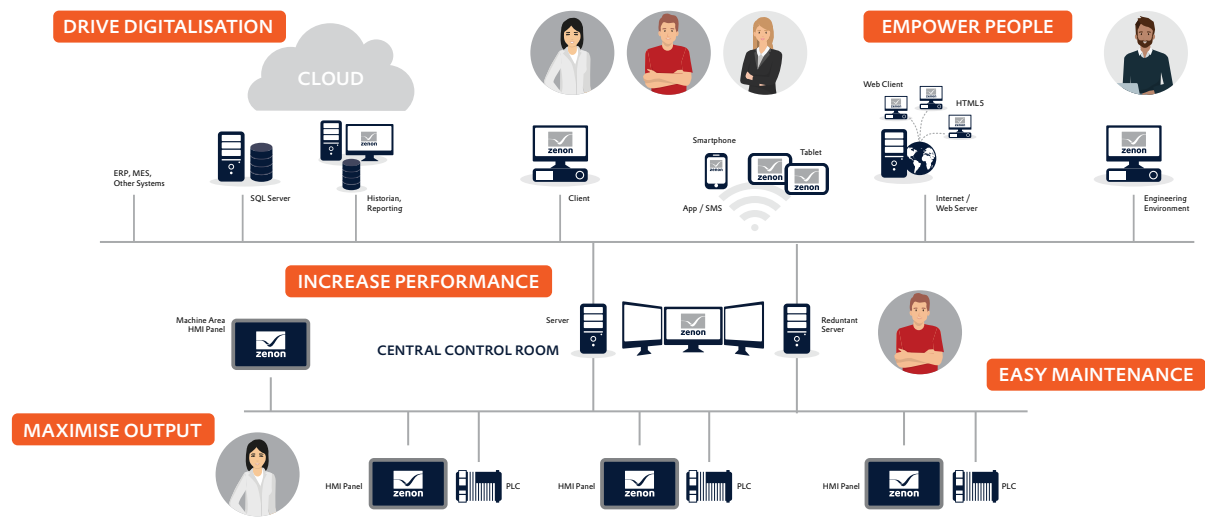 DRIVE DIGITALISATION
EMPOWER PEOPLE
CLOUD
Web Client
HTML5
zenon
zenon
Smartphone
Tablet
zenon
zenon
zenon
zenon
zenon
ERP, MES,
Other Systems
SQL Server
Historian,
Reporting
Client
App / SMS
Internet /
Web Server
Engineering
Environment
INCREASE PERFORMANCE
Machine Area
HMI Panel
zenon
Server
zenon
Reduntant
Server
CENTRAL CONTROL ROOM
EASY MAINTENANCE
MAXIMISE OUTPUT
HMI Panel
zenon
PLC
HMI Panel
zenon
PLC
HMI Panel
zenon
PLC